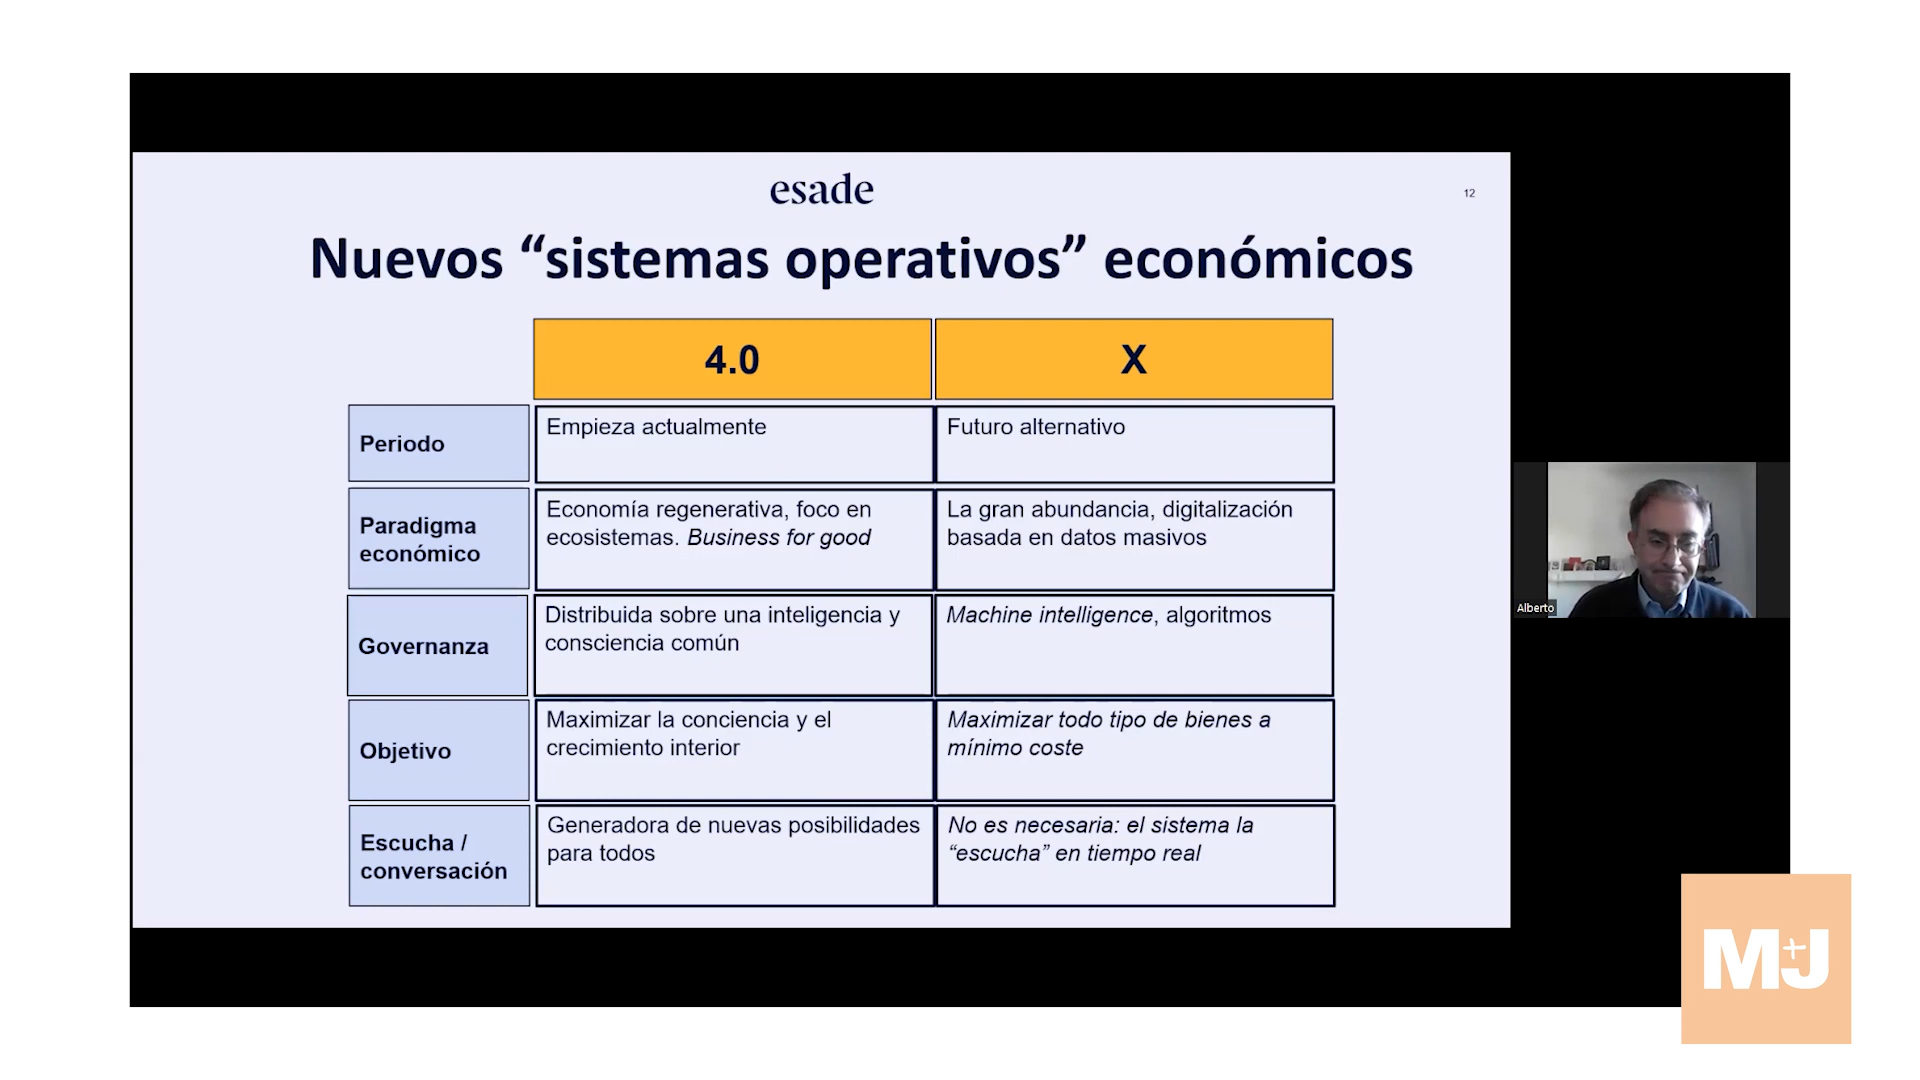 esade
12
Nuevos “sistemas operativos” económicos
4.0
X
Periodo
Empieza actualmente
Futuro alternativo
Paradigma
económico
Economía regenerativa, foco en
ecosistemas. Business for good
La gran abundancia, digitalización
basada en datos masivos
Governanza
Distribuida sobre una inteligencia y
consciencia común
Machine intelligence, algoritmos
Objetivo
Maximizar la conciencia y el
crecimiento interior
Maximizar todo tipo de bienes a
mínimo coste
Escucha /
conversación
Generadora de nuevas posibilidades
para todos
No es necesaria: el sistema la
“escucha” en tiempo real
Alberto
M+J